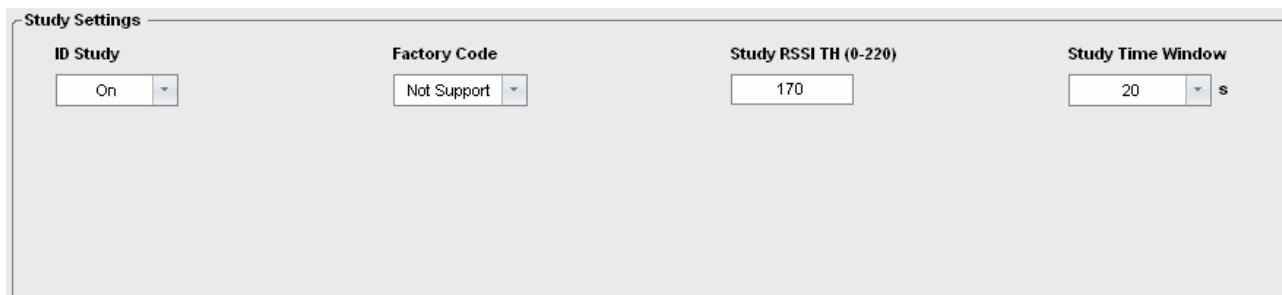 Study Settings
ID Study Factory Code Study RSSI TH (0-220) Study Time Window
On Not Support 170 20 s